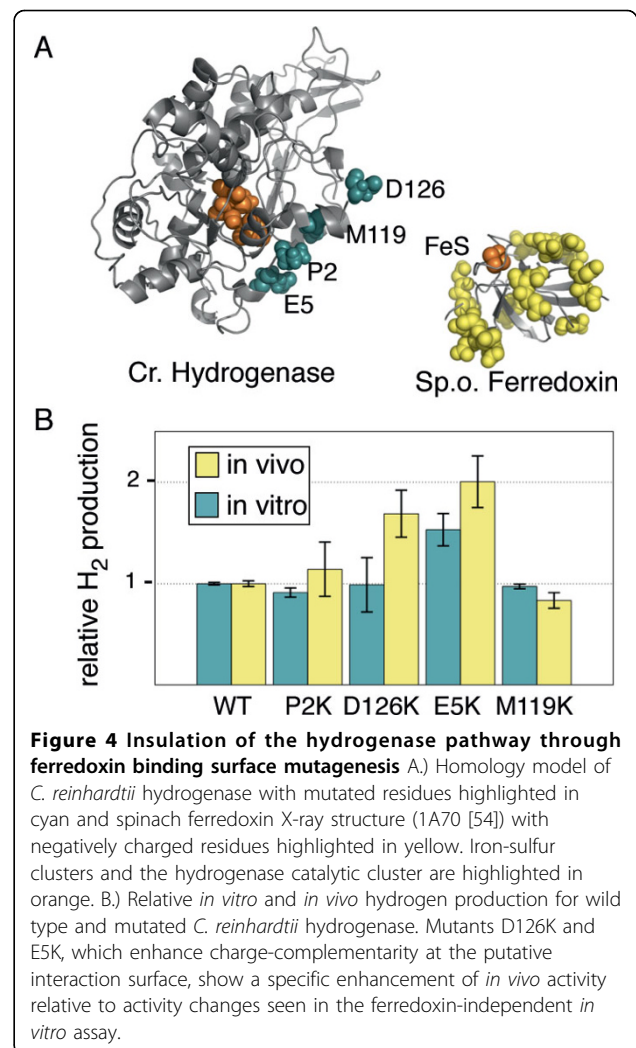 A
D126
M119
FeS
P2
E5
Cr. Hydrogenase
Sp.o. Ferredoxin
B
relative H2 production
2
1
in vivo
in vitro
WT P2K D126K E5K M119K
Figure 4 Insulation of the hydrogenase pathway through
ferredoxin binding surface mutagenesis A.) Homology model of
C. reinhardtii hydrogenase with mutated residues highlighted in
cyan and spinach ferredoxin X-ray structure (1A70 [54]) with
negatively charged residues highlighted in yellow. Iron-sulfur
clusters and the hydrogenase catalytic cluster are highlighted in
orange. B.) Relative in vitro and in vivo hydrogen production for wild
type and mutated C. reinhardtii hydrogenase. Mutants D126K and
E5K, which enhance charge-complementarity at the putative
interaction surface, show a specific enhancement of in vivo activity
relative to activity changes seen in the ferredoxin-independent in
vitro assay.